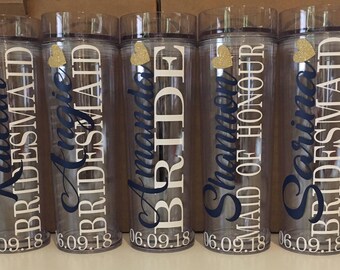 BRIDESMAID
06.09.18
Angie
BRIDESMAID
06.09.18
Amanda
BRIDE
06.09.18
Shannon
MAID OF HONOUR
06.09.18
Sarina
BRIDESMAID
06.09.18